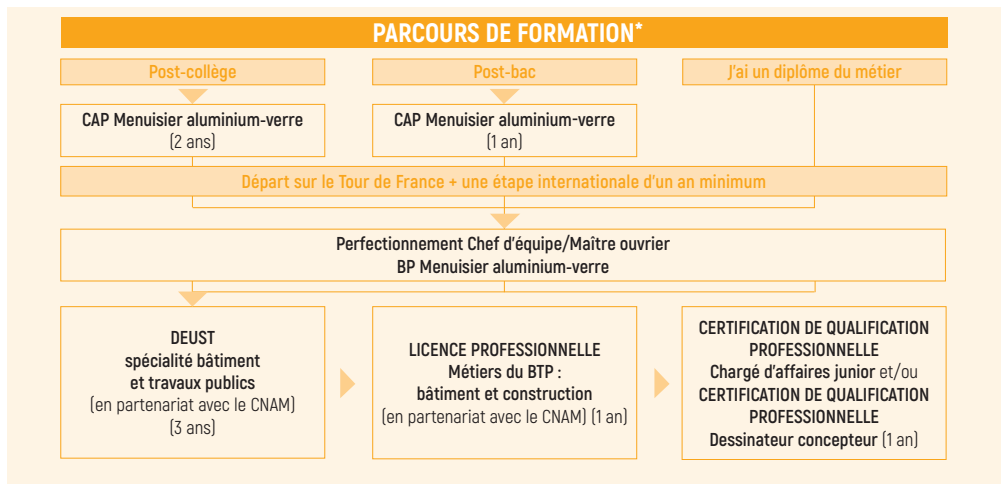 PARCOURS DE FORMATION*
Post-collège
Post-bac
J'ai un diplôme du métier
CAP Menuisier aluminium-verre
(2 ans)
CAP Menuisier aluminium-verre
(1 an)
Départ sur le Tour de France + une étape internationale d'un an minimum
Perfectionnement Chef d'équipe/Maître ouvrier
BP Menuisier aluminium-verre
DEUST
spécialité bâtiment
et travaux publics
(en partenariat avec le CNAM)
(3 ans)
LICENCE PROFESSIONNELLE
Métiers du BTP :
bâtiment et construction
(en partenariat avec le CNAM) (1 an)
CERTIFICATION DE QUALIFICATION
PROFESSIONNELLE
Chargé d'affaires junior et/ou
CERTIFICATION DE QUALIFICATION
PROFESSIONNELLE
Dessinateur concepteur (1 an)